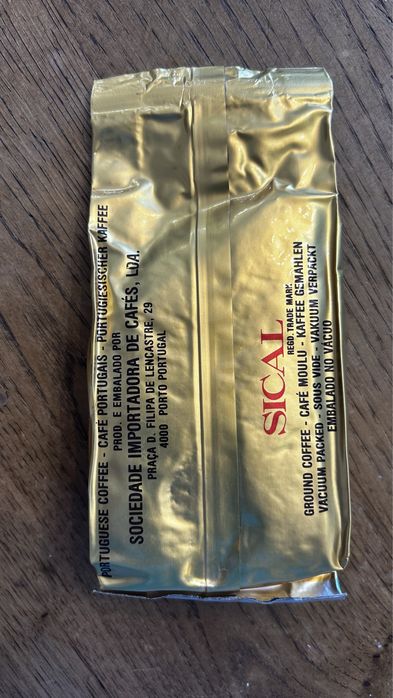 PORTUGUESE COFFEE - CAFÉ PORTUGAIS - PORTUGIESISCHER KAFFEE
PROD. E EMBALADO POR
SOCIEDADE IMPORTADORA DE CAFÉS, LDA.
PRAÇA D. FILIPA DE LENCASTRE, 29
4000 PORTO PORTUGAL
SICAL
REGD. TRADE MARK
GROUND COFFEE - CAFÉ MOULU - KAFFEE GEMAHLEN
VACUUM PACKED - SOUS VIDE - VAKUUM VERPACKT
EMBALADO NO VÁCUO